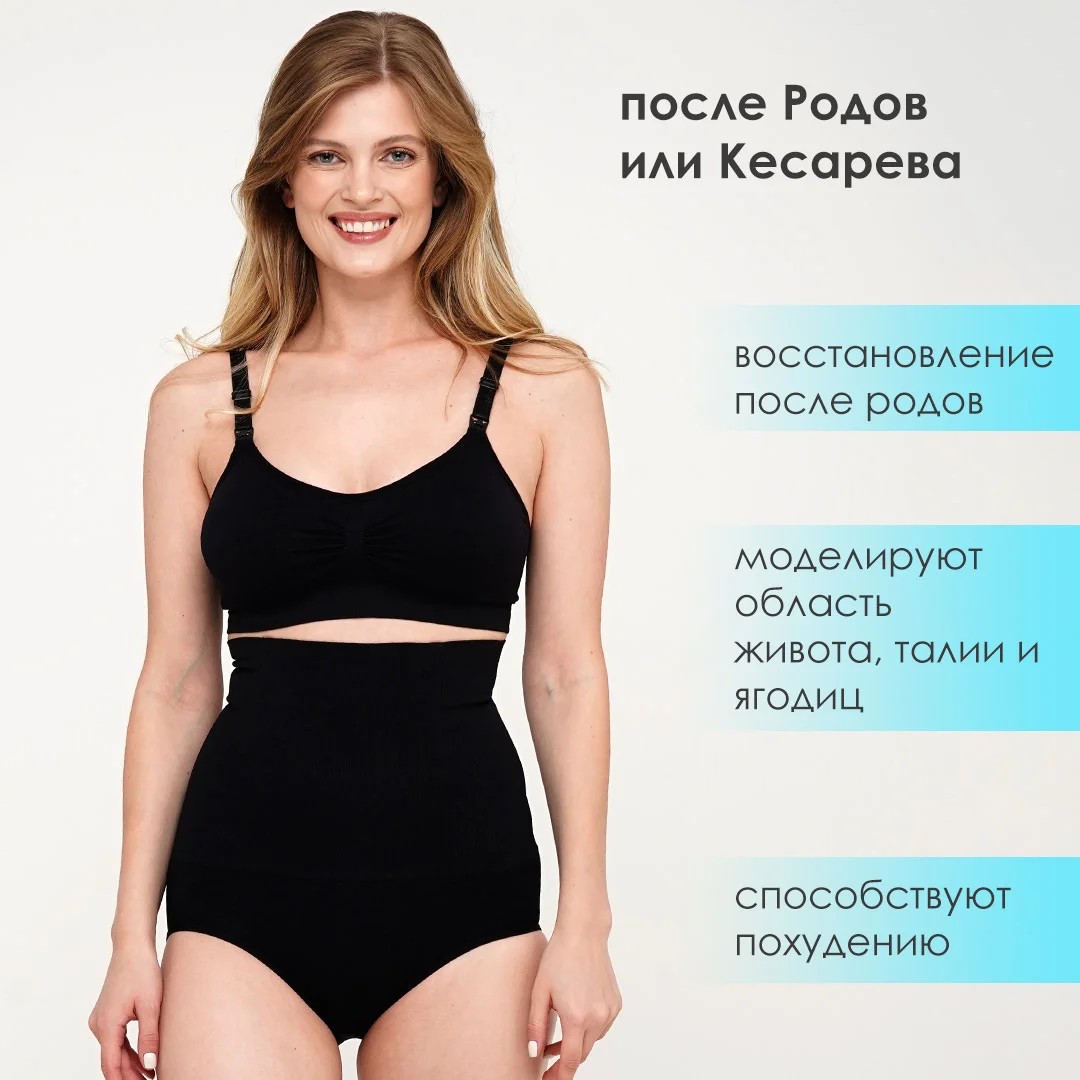 после Родов
или Кесарева
восстановление
после родов
моделируют
область
живота, талии и
ягодиц
способствуют
похудению